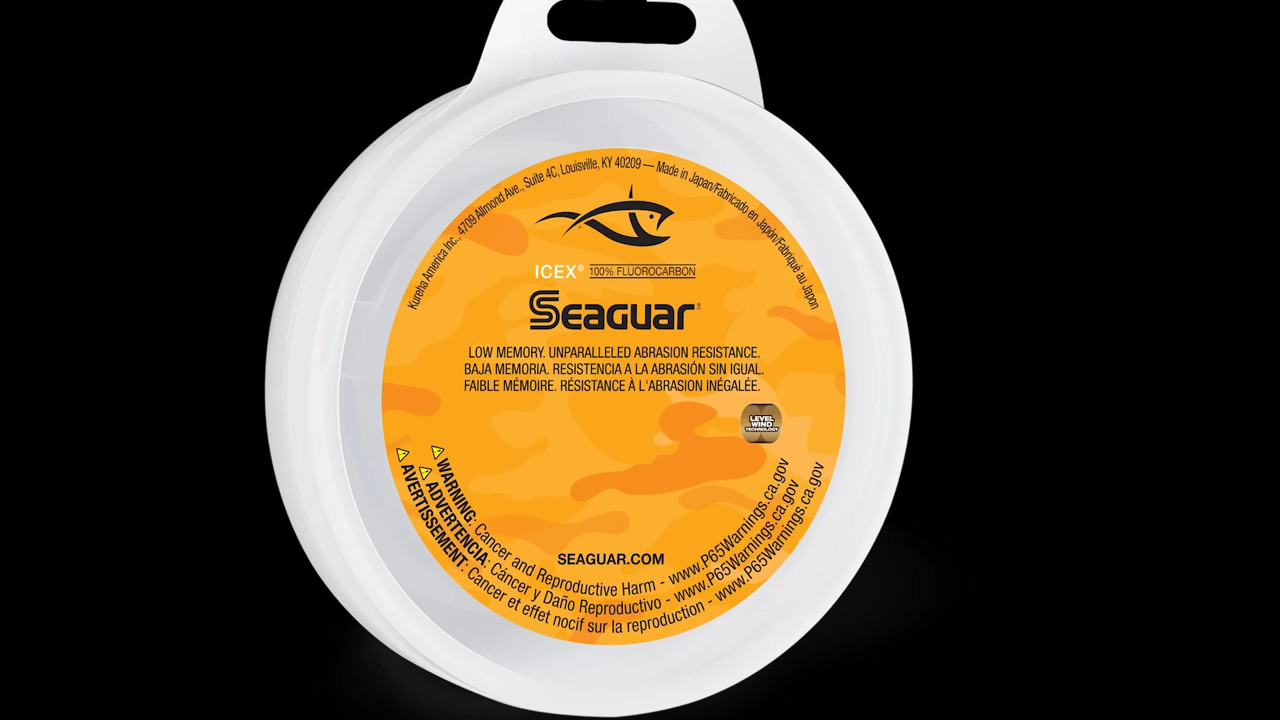 Kureha America Inc., 4709 Allmond Ave., Suite 4C, Louisville, KY 40209 — Made in Japan/Fabricado en Japón/Fabriqué au Japon
ICEX® 100% FLUOROCARBON
SEAGUAR®
LOW MEMORY. UNPARALLELED ABRASION RESISTANCE.
BAJA MEMORIA. RESISTENCIA A LA ABRASIÓN SIN IGUAL.
FAIBLE MÉMOIRE. RÉSISTANCE À L'ABRASION INÉGALÉE.
LEVEL
WIND
TECHNOLOGY
SEAGUAR.COM
WARNING: Cancer and Reproductive Harm - www.P65Warnings.ca.gov
ADVERTENCIA: Cáncer y Daño Reproductivo - www.P65Warnings.ca.gov
AVERTISSEMENT: Cancer et effet nocif sur la reproduction - www.P65Warnings.ca.gov